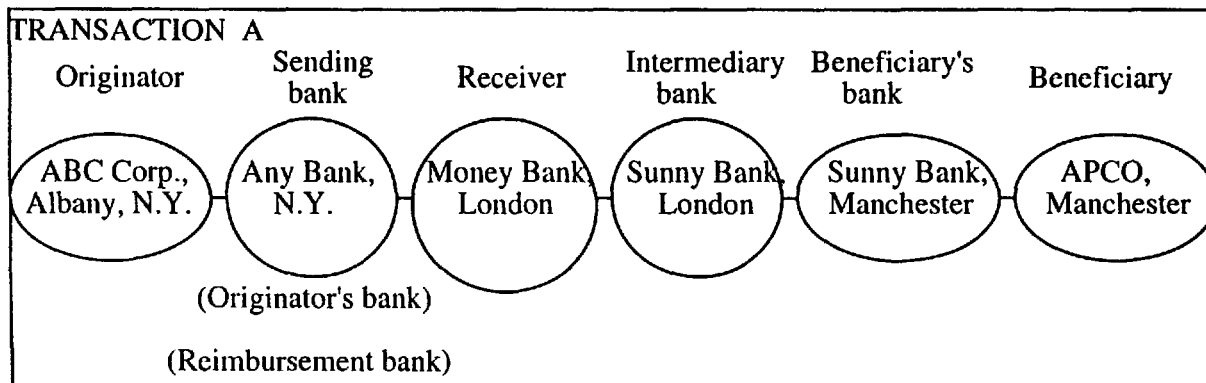 TRANSACTION A
Originator
Sending
bank
Receiver
Intermediary
bank
Beneficiary's
bank
Beneficiary
ABC Corp.,
Albany, N.Y.
Any Bank,
N.Y.
Money Bank,
London
Sunny Bank,
London
Sunny Bank,
Manchester
APCO,
Manchester
(Originator's bank)
(Reimbursement bank)